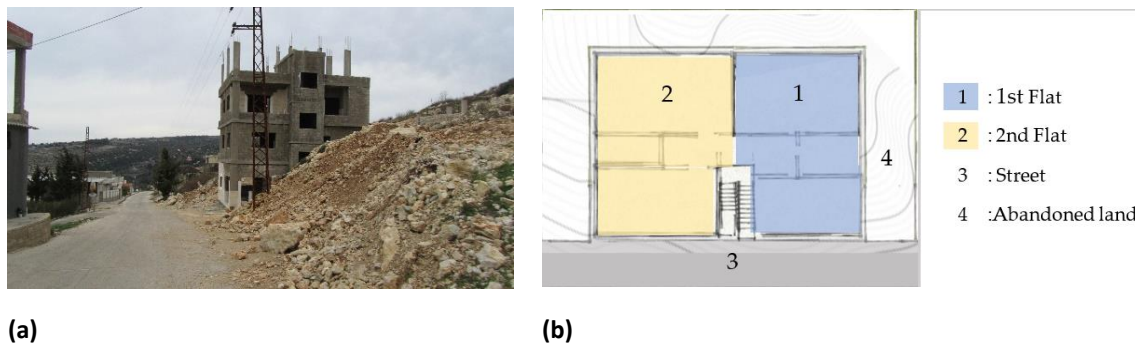 2
1
4
3
1 : 1st Flat
2 : 2nd Flat
3 : Street
4 :Abandoned land
(a)
(b)